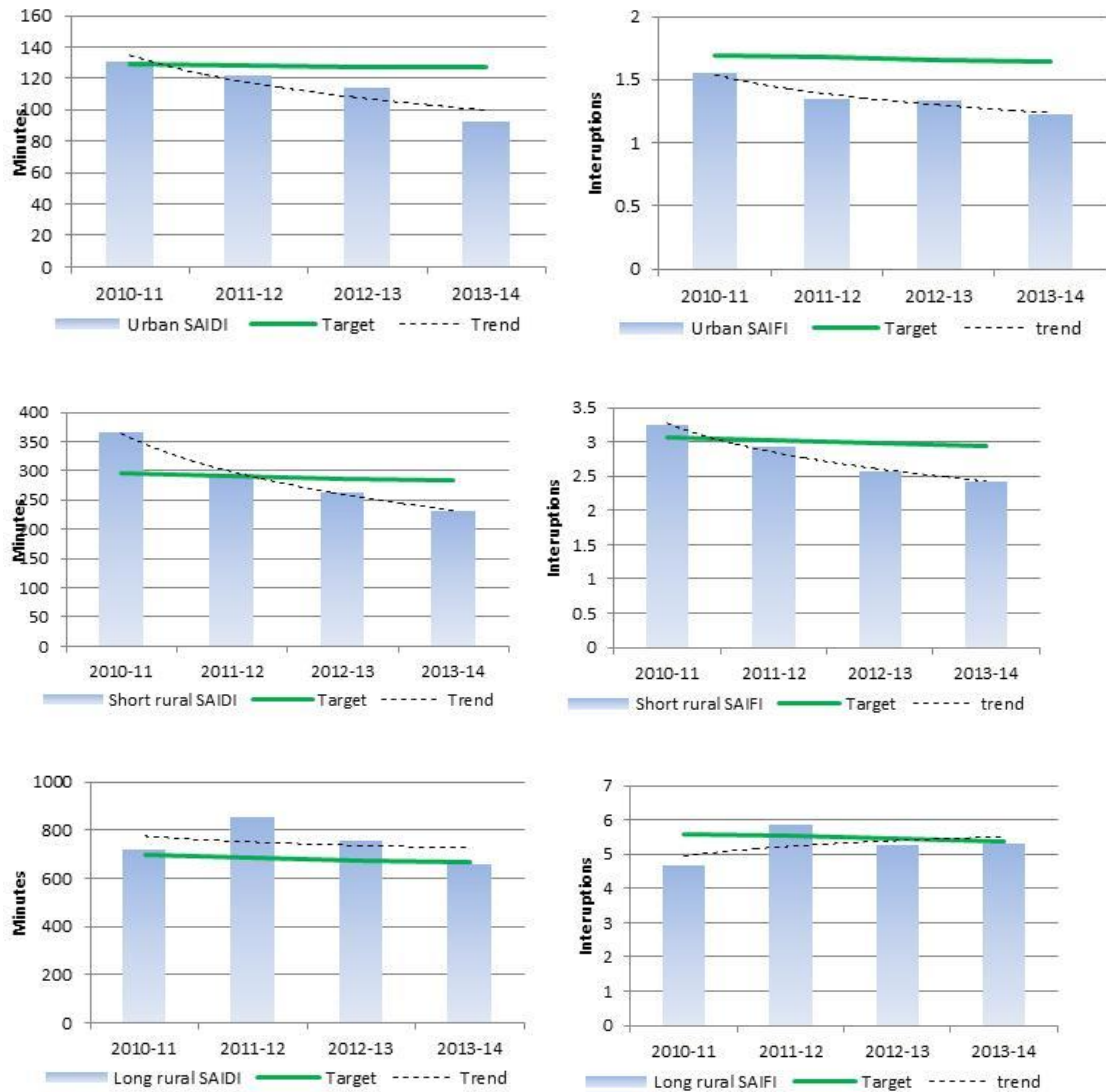 160
140
120
100
80
60
40
20
0
Minutes
2010-11 2011-12 2012-13 2013-14
Urban SAIDI Target Trend
2
1.5
1
0.5
0
Interuptions
2010-11 2011-12 2012-13 2013-14
Urban SAIFI Target trend
400
350
300
250
200
150
100
50
0
Minutes
2010-11 2011-12 2012-13 2013-14
Short rural SAIDI Target Trend
3.5
3
2.5
2
1.5
1
0.5
0
Interuptions
2010-11 2011-12 2012-13 2013-14
Short rural SAIFI Target trend
1000
800
600
400
200
0
Minutes
2010-11 2011-12 2012-13 2013-14
Long rural SAIDI Target Trend
7
6
5
4
3
2
1
0
Interuptions
2010-11 2011-12 2012-13 2013-14
Long rural SAIFI Target trend